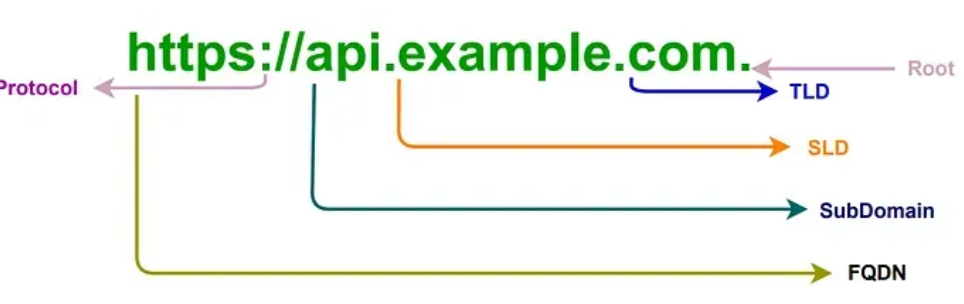 https://api.example.com.
Root
Protocol
TLD
SLD
SubDomain
FQDN